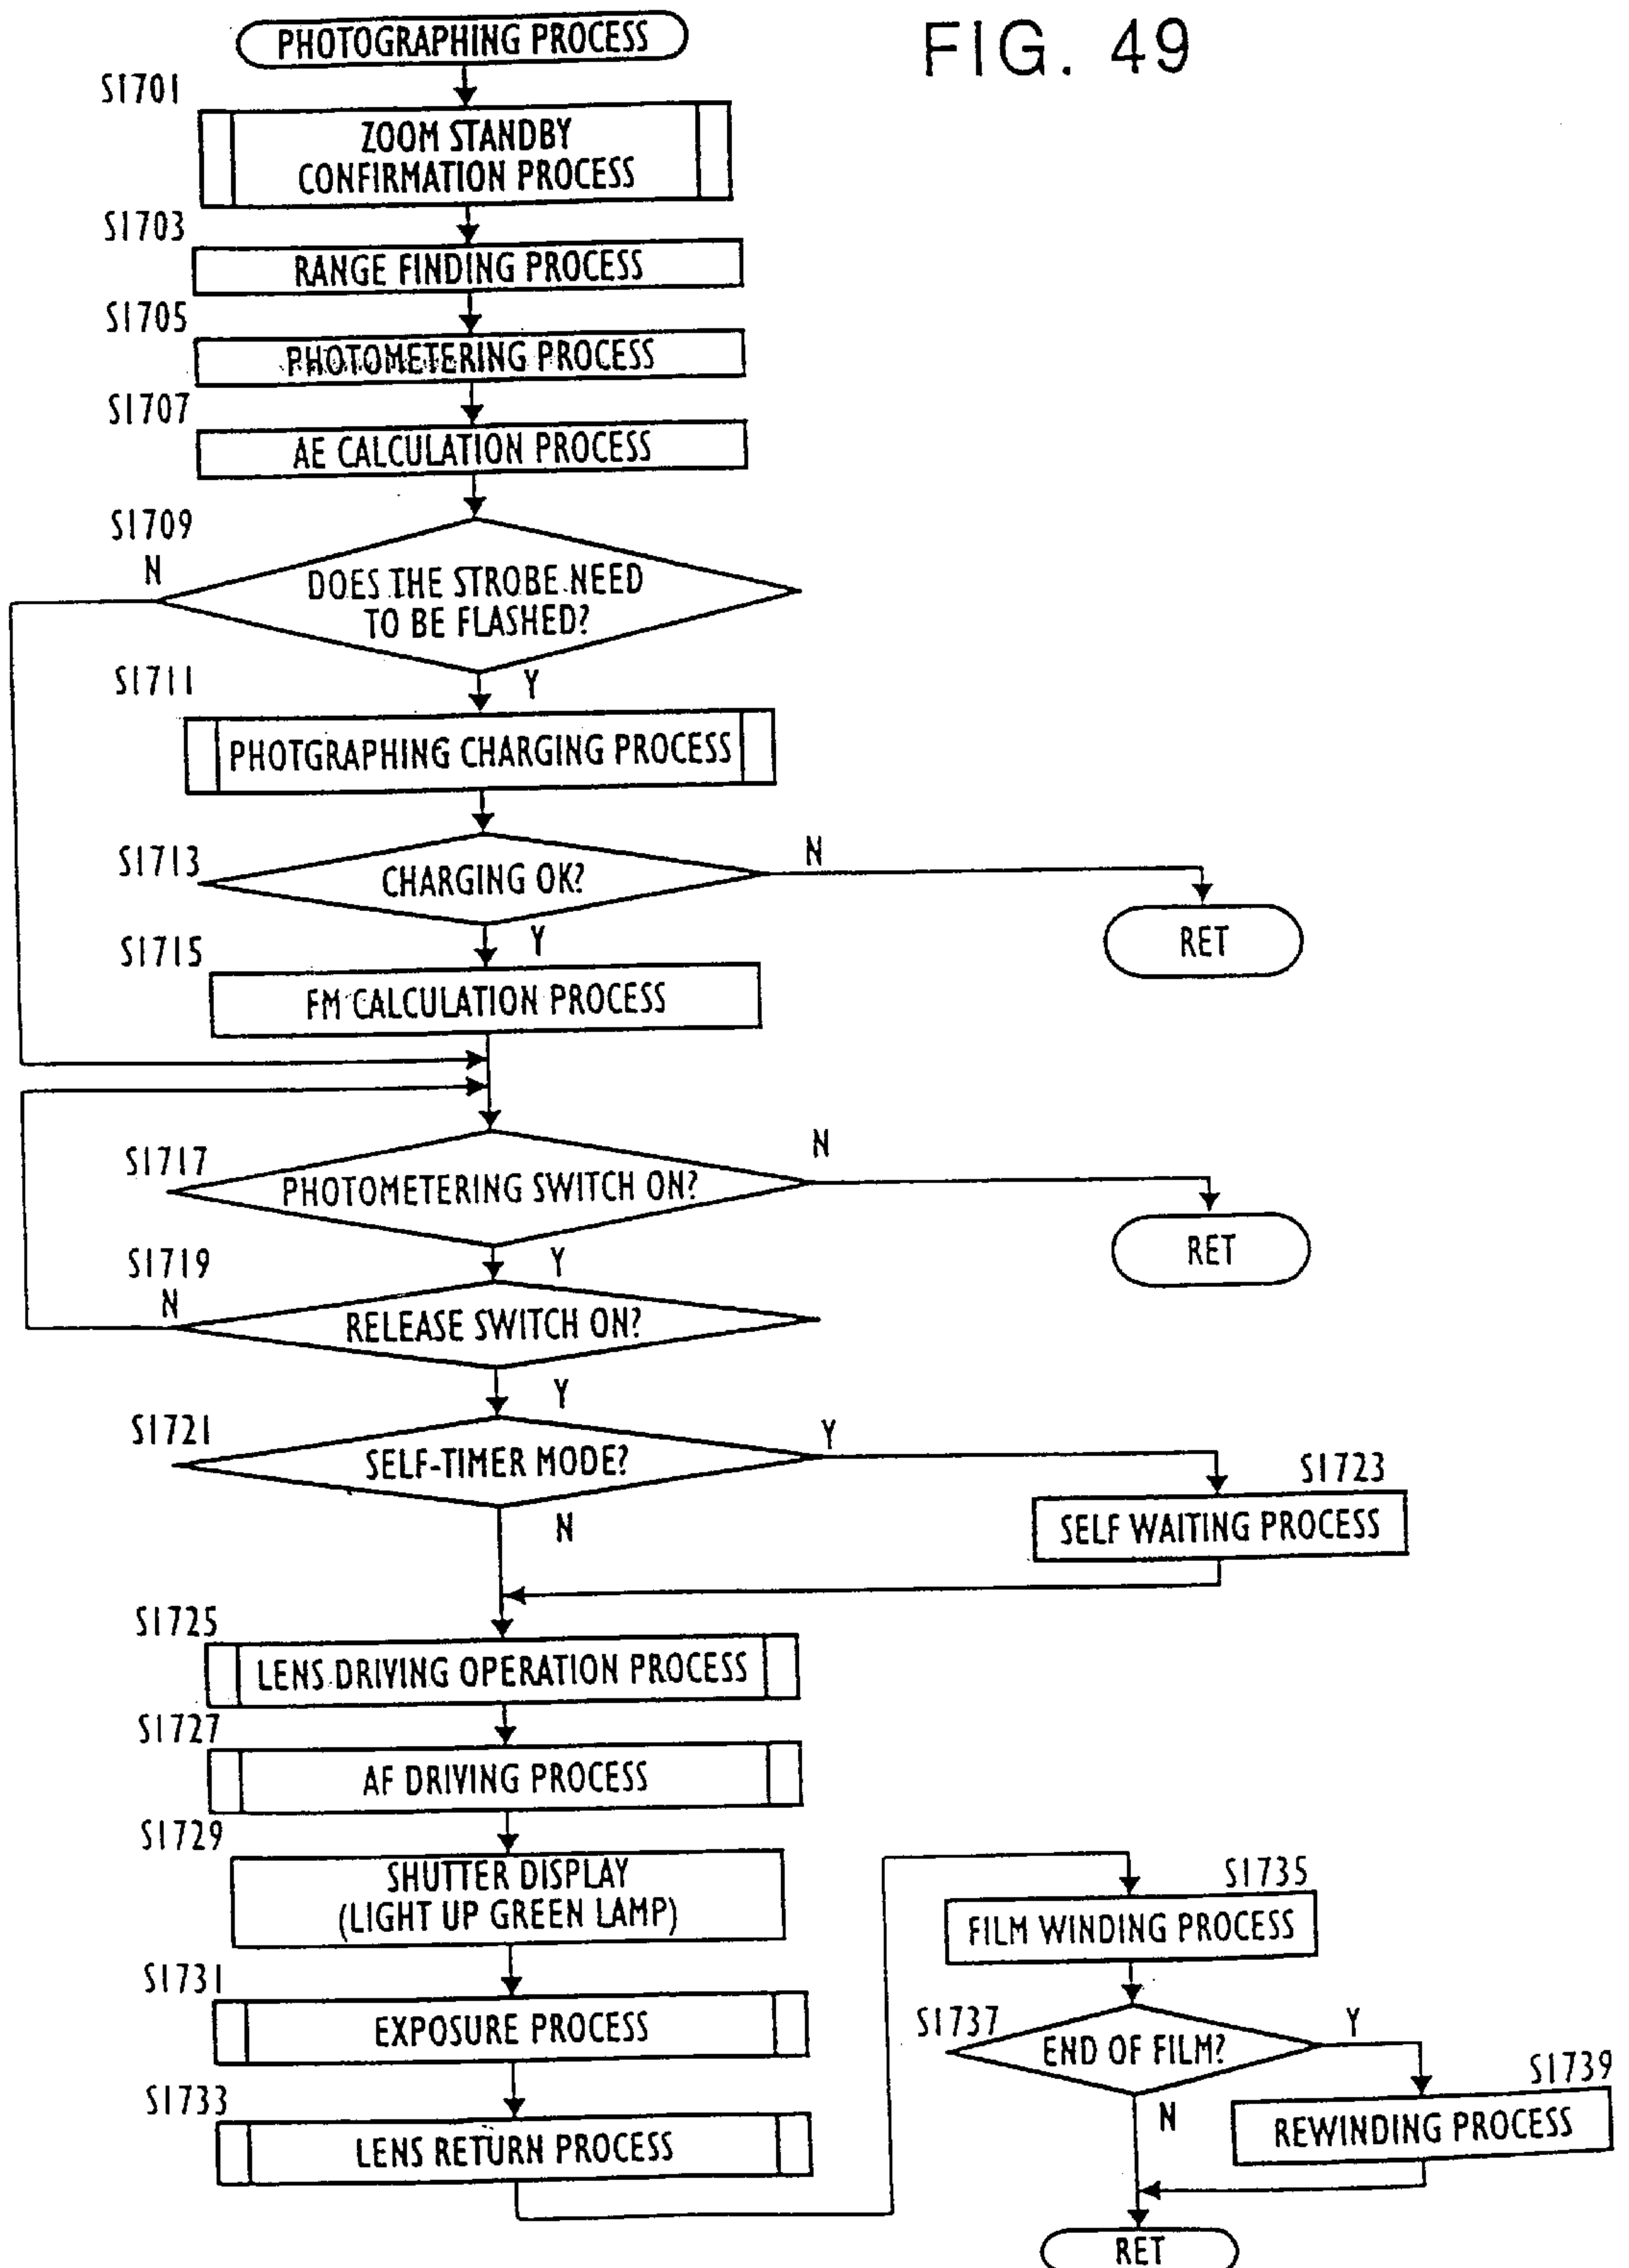 FIG. 49
PHOTOGRAPHING PROCESS
S1701
ZOOM STANDBY
CONFIRMATION PROCESS
S1703
RANGE FINDING PROCESS
S1705
PHOTOMETERING PROCESS
S1707
AE CALCULATION PROCESS
S1709
N
DOES THE STROBE NEED
TO BE FLASHED?
Y
S1711
PHOTGRAPHING CHARGING PROCESS
S1713
CHARGING OK?
N
RET
Y
S1715
FM CALCULATION PROCESS
S1717
PHOTOMETERING SWITCH ON?
N
RET
Y
S1719
N
RELEASE SWITCH ON?
Y
S1721
SELF-TIMER MODE?
Y
S1723
SELF WAITING PROCESS
N
S1725
LENS DRIVING OPERATION PROCESS
S1727
AF DRIVING PROCESS
S1729
SHUTTER DISPLAY
(LIGHT UP GREEN LAMP)
S1731
EXPOSURE PROCESS
S1733
LENS RETURN PROCESS
S1735
FILM WINDING PROCESS
S1737
END OF FILM?
Y
S1739
REWINDING PROCESS
N
RET